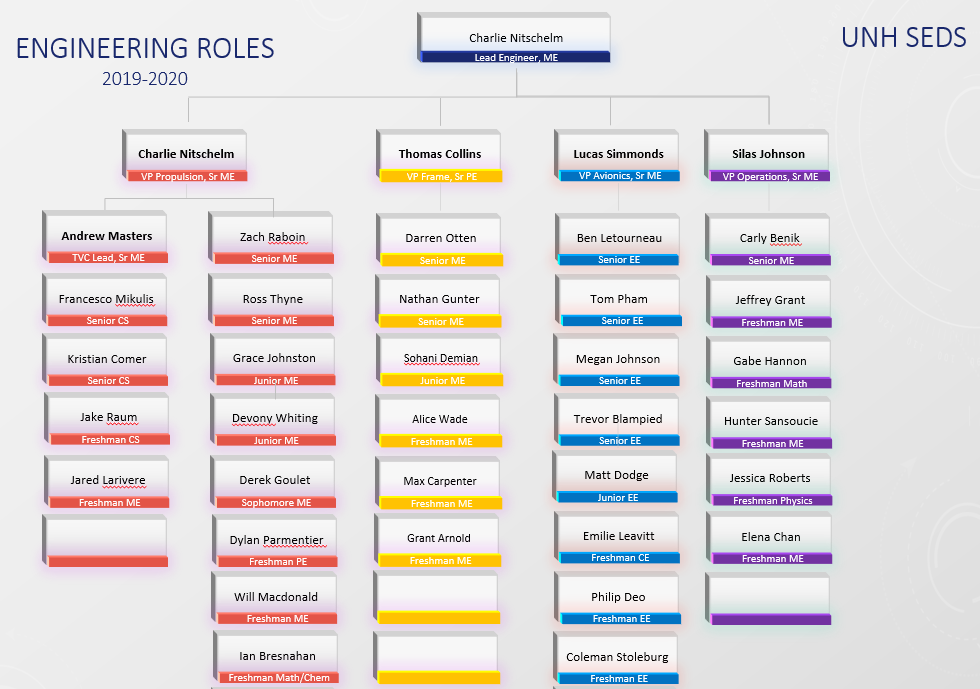 ENGINEERING ROLES
2019-2020
UNH SEDS
Charlie Nitschelm
Lead Engineer, ME
Charlie Nitschelm
VP Propulsion, Sr ME
Thomas Collins
VP Frame, Sr PE
Lucas Simmonds
VP Avionics, Sr ME
Silas Johnson
VP Operations, Sr ME
Andrew Masters
TVC Lead, Sr ME
Francesco Mikulis
Senior CS
Kristian Comer
Senior CS
Jake Raum
Freshman CS
Jared Larivere
Freshman ME
Zach Raboin
Senior ME
Ross Thyne
Senior ME
Grace Johnston
Junior ME
Devony Whiting
Junior ME
Derek Goulet
Sophomore ME
Dylan Parmentier
Freshman PE
Will Macdonald
Freshman ME
Ian Bresnahan
Freshman Math/Chem
Darren Otten
Senior ME
Nathan Gunter
Senior ME
Sohani Demian
Junior ME
Alice Wade
Freshman ME
Max Carpenter
Freshman ME
Grant Arnold
Freshman ME
Ben Letourneau
Senior EE
Tom Pham
Senior EE
Megan Johnson
Senior EE
Trevor Blampied
Senior EE
Matt Dodge
Junior EE
Emilie Leavitt
Freshman CE
Philip Deo
Freshman EE
Coleman Stoleburg
Freshman EE
Carly Benik
Senior ME
Jeffrey Grant
Freshman ME
Gabe Hannon
Freshman Math
Hunter Sansoucie
Freshman ME
Jessica Roberts
Freshman Physics
Elena Chan
Freshman ME